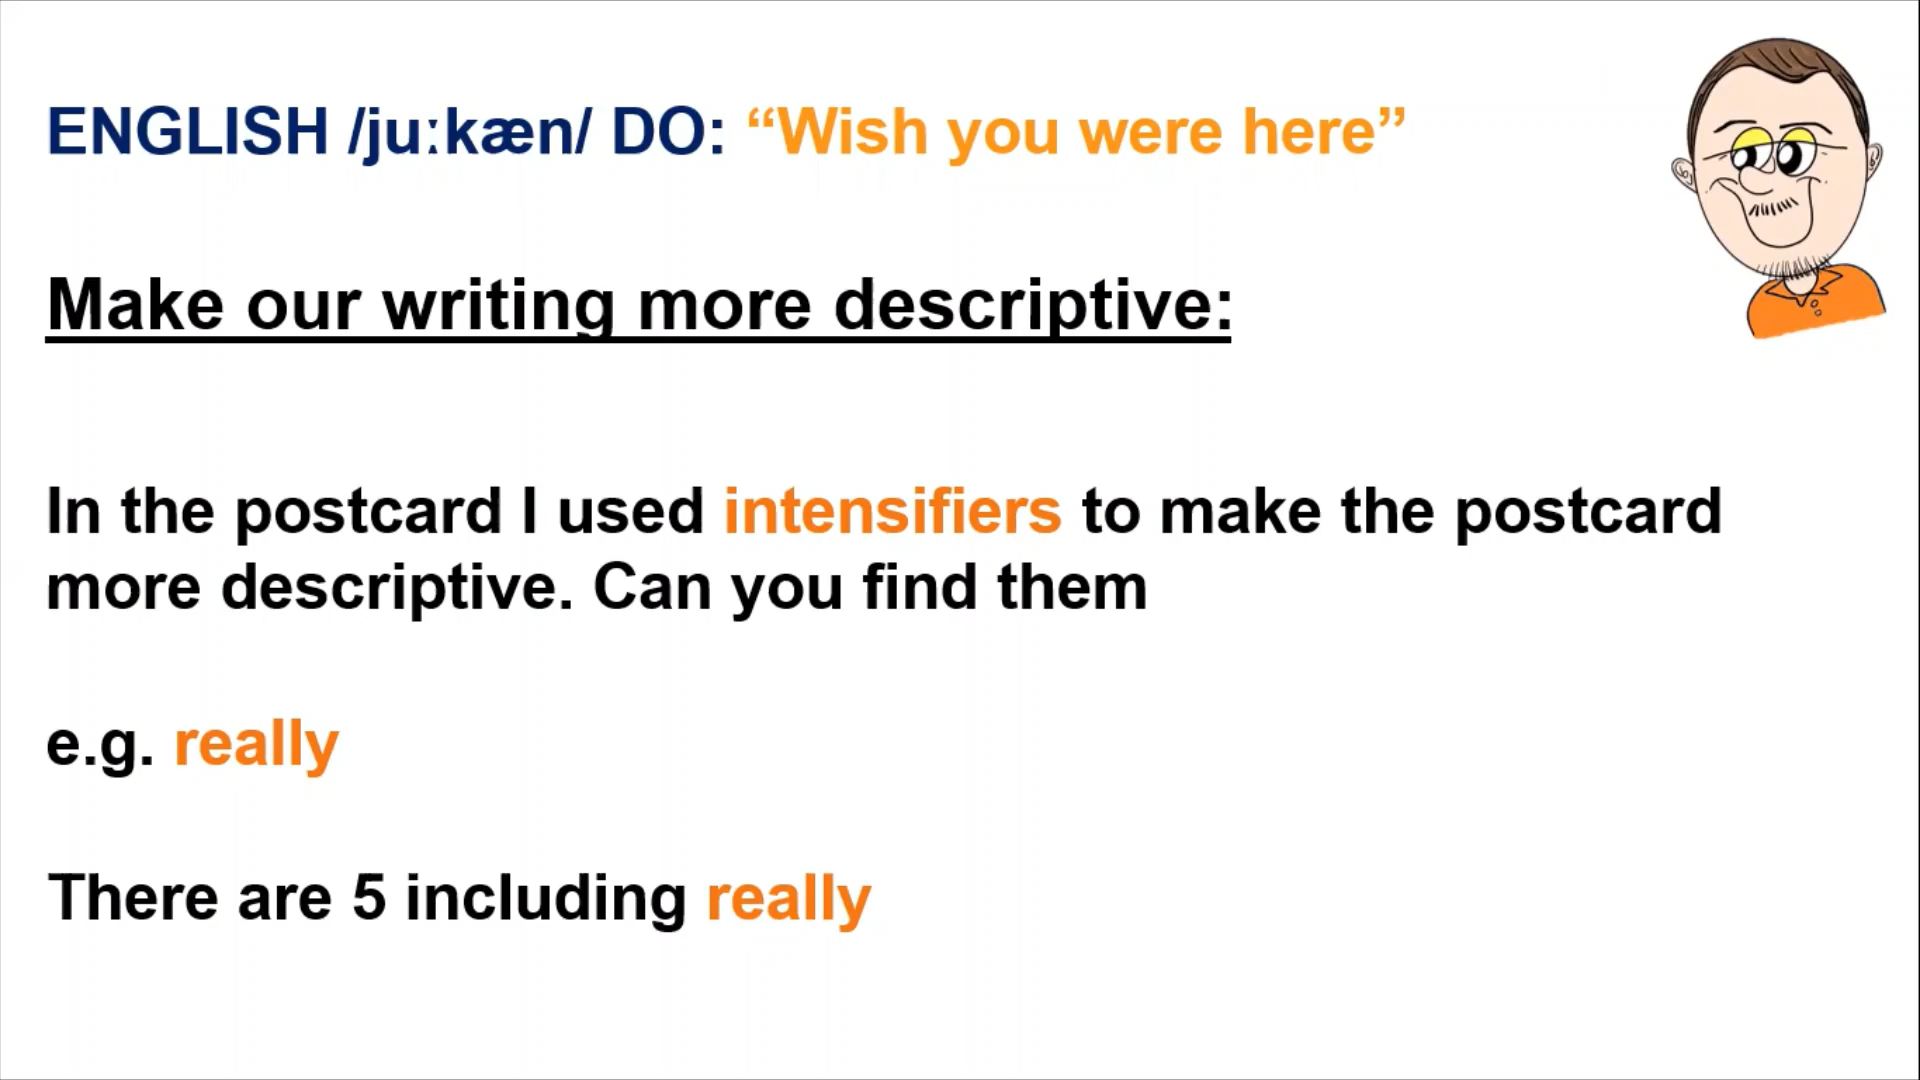 ENGLISH /juːkæn/ DO: “Wish you were here”
Make our writing more descriptive:
In the postcard I used intensifiers to make the postcard
more descriptive. Can you find them
e.g. really
There are 5 including really